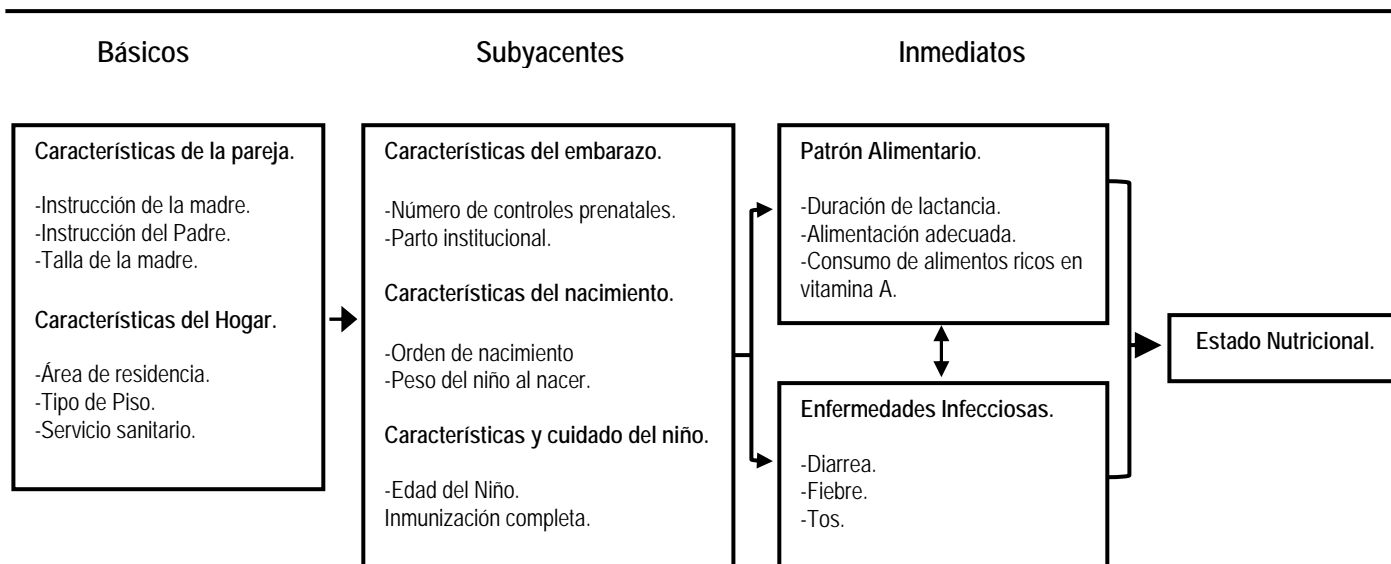 Básicos
Subyacentes
Inmediatos
Características de la pareja.
-Instrucción de la madre.
-Instrucción del Padre.
-Talla de la madre.
Características del Hogar.
-Área de residencia.
-Tipo de Piso.
-Servicio sanitario.
Características del embarazo.
-Número de controles prenatales.
-Parto institucional.
Características del nacimiento.
-Orden de nacimiento
-Peso del niño al nacer.
Características y cuidado del niño.
-Edad del Niño.
Inmunización completa.
Patrón Alimentario.
-Duración de lactancia.
-Alimentación adecuada.
-Consumo de alimentos ricos en
vitamina A.
Enfermedades Infecciosas.
-Diarrea.
-Fiebre.
-Tos.
Estado Nutricional.